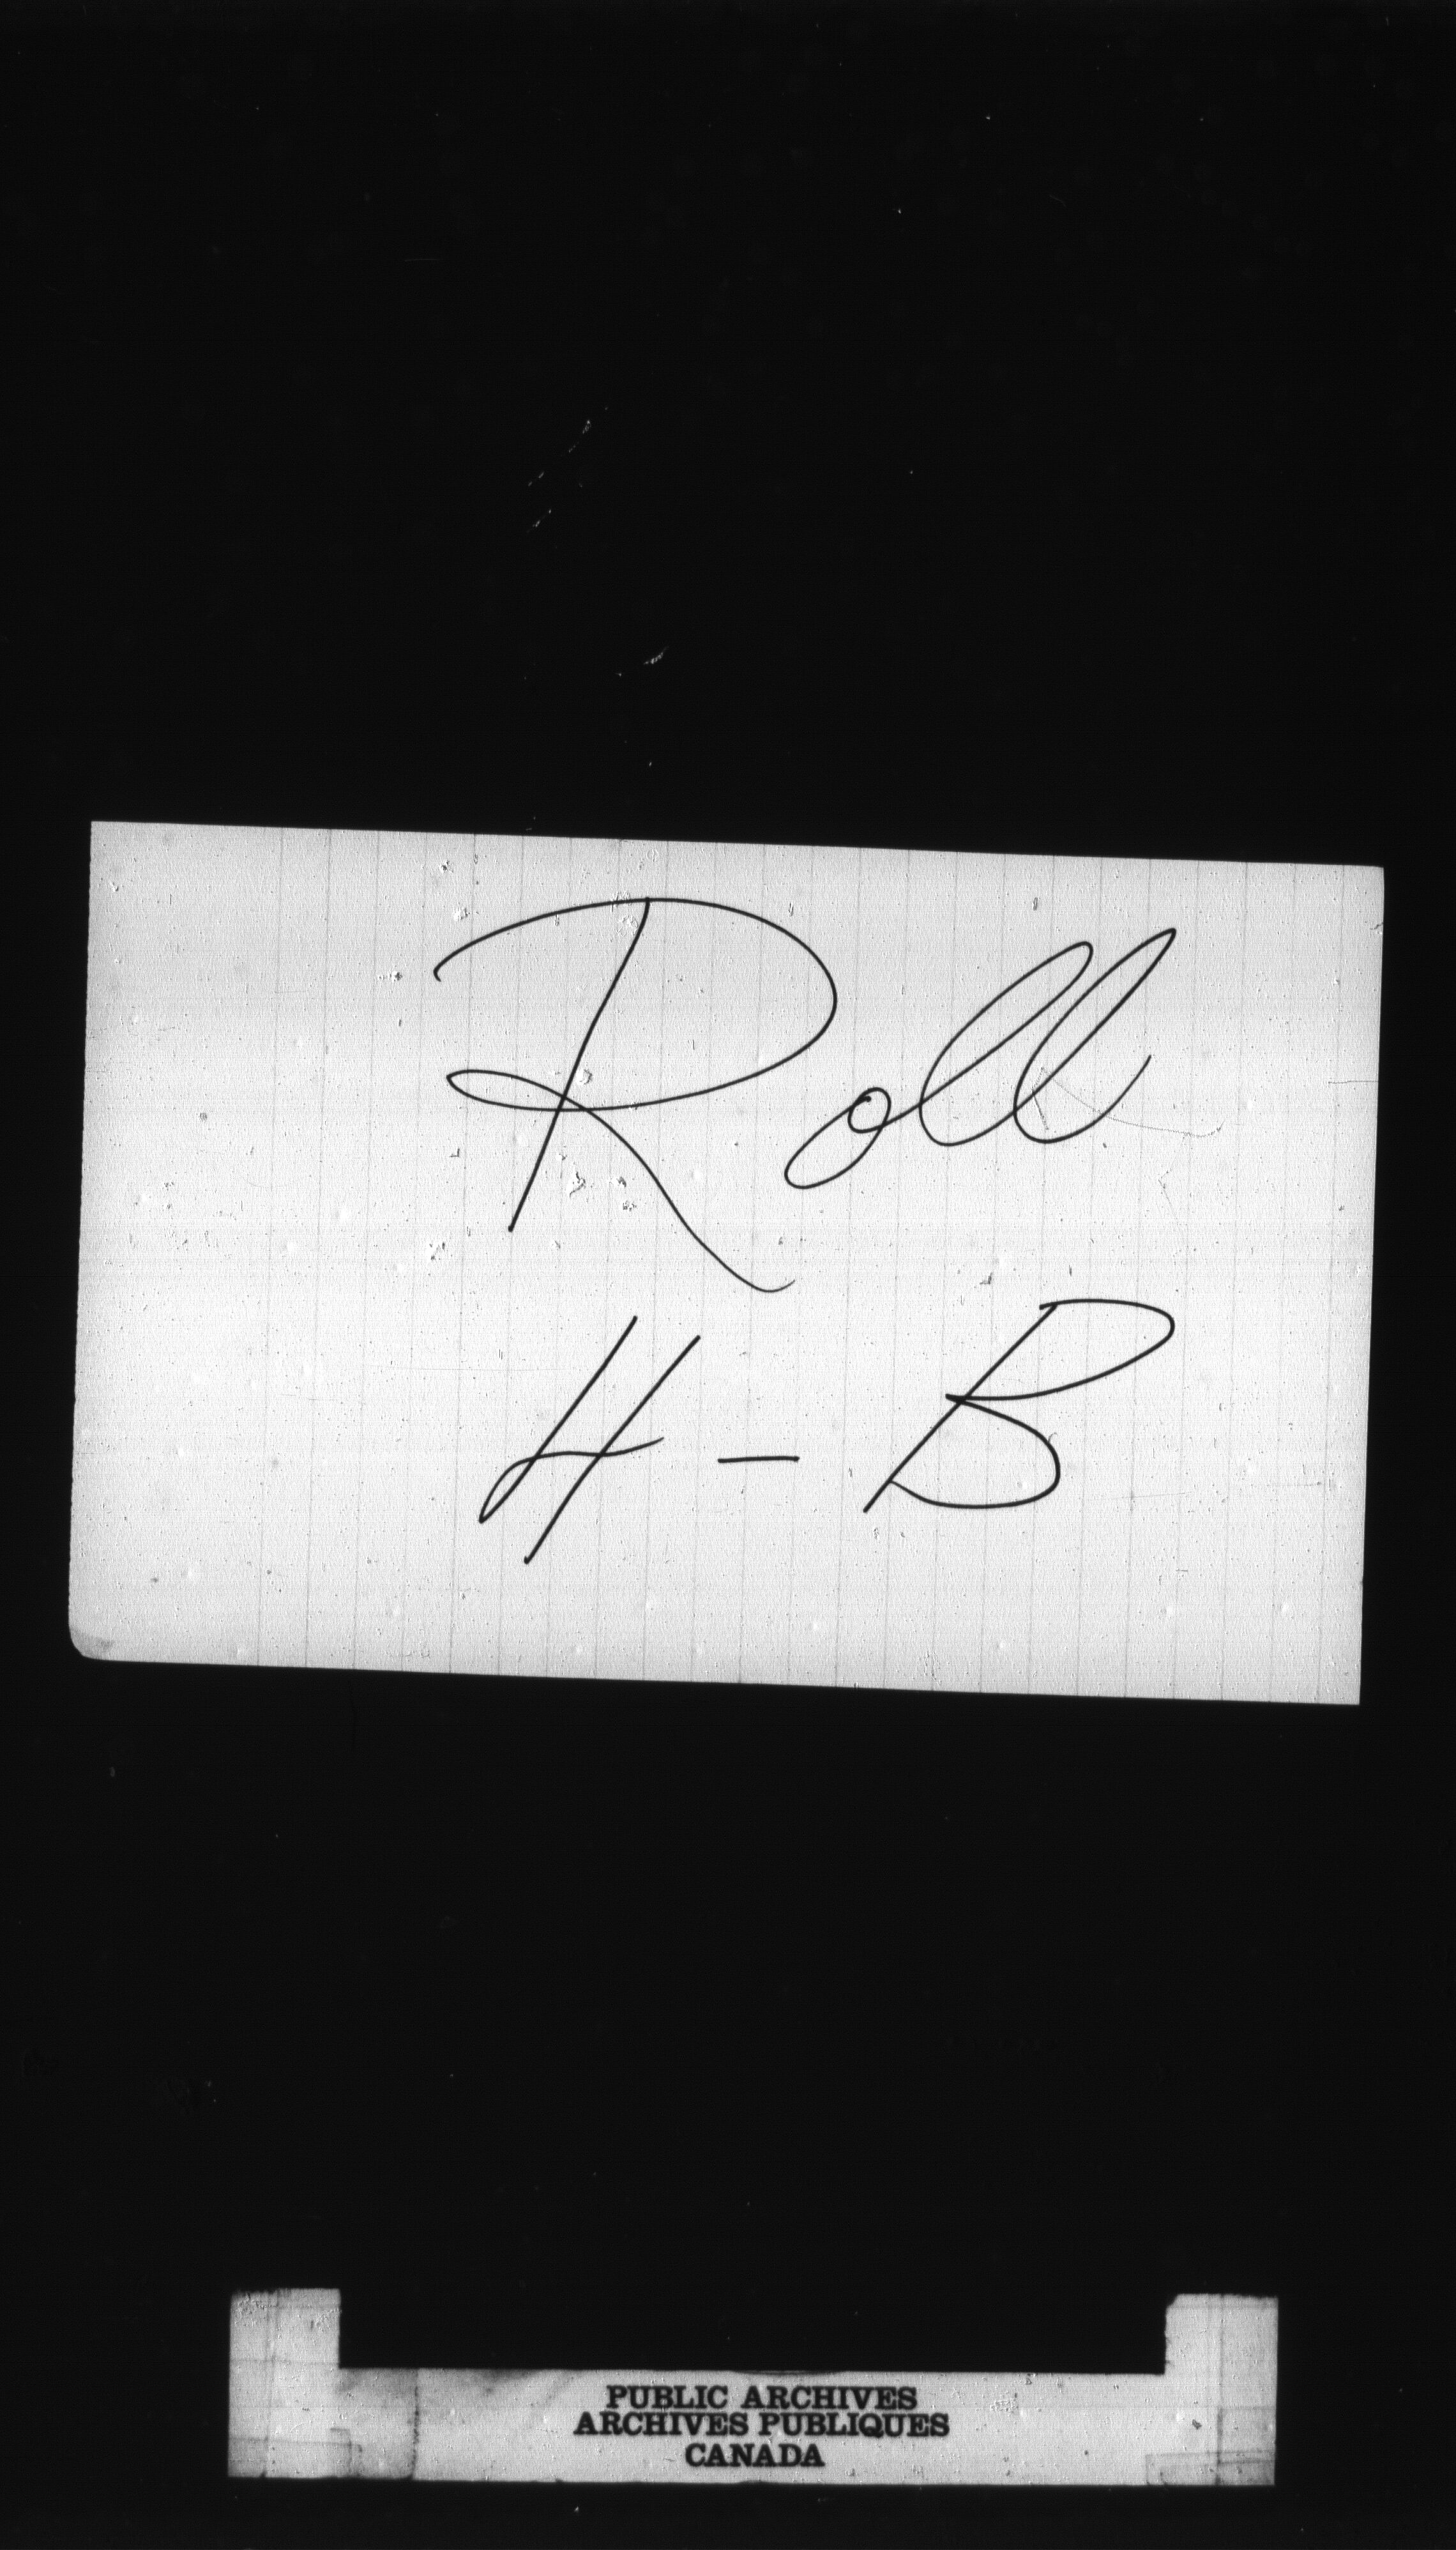 Roll
H - B
PUBLIC ARCHIVES
ARCHIVES PUBLIQUES
CANADA